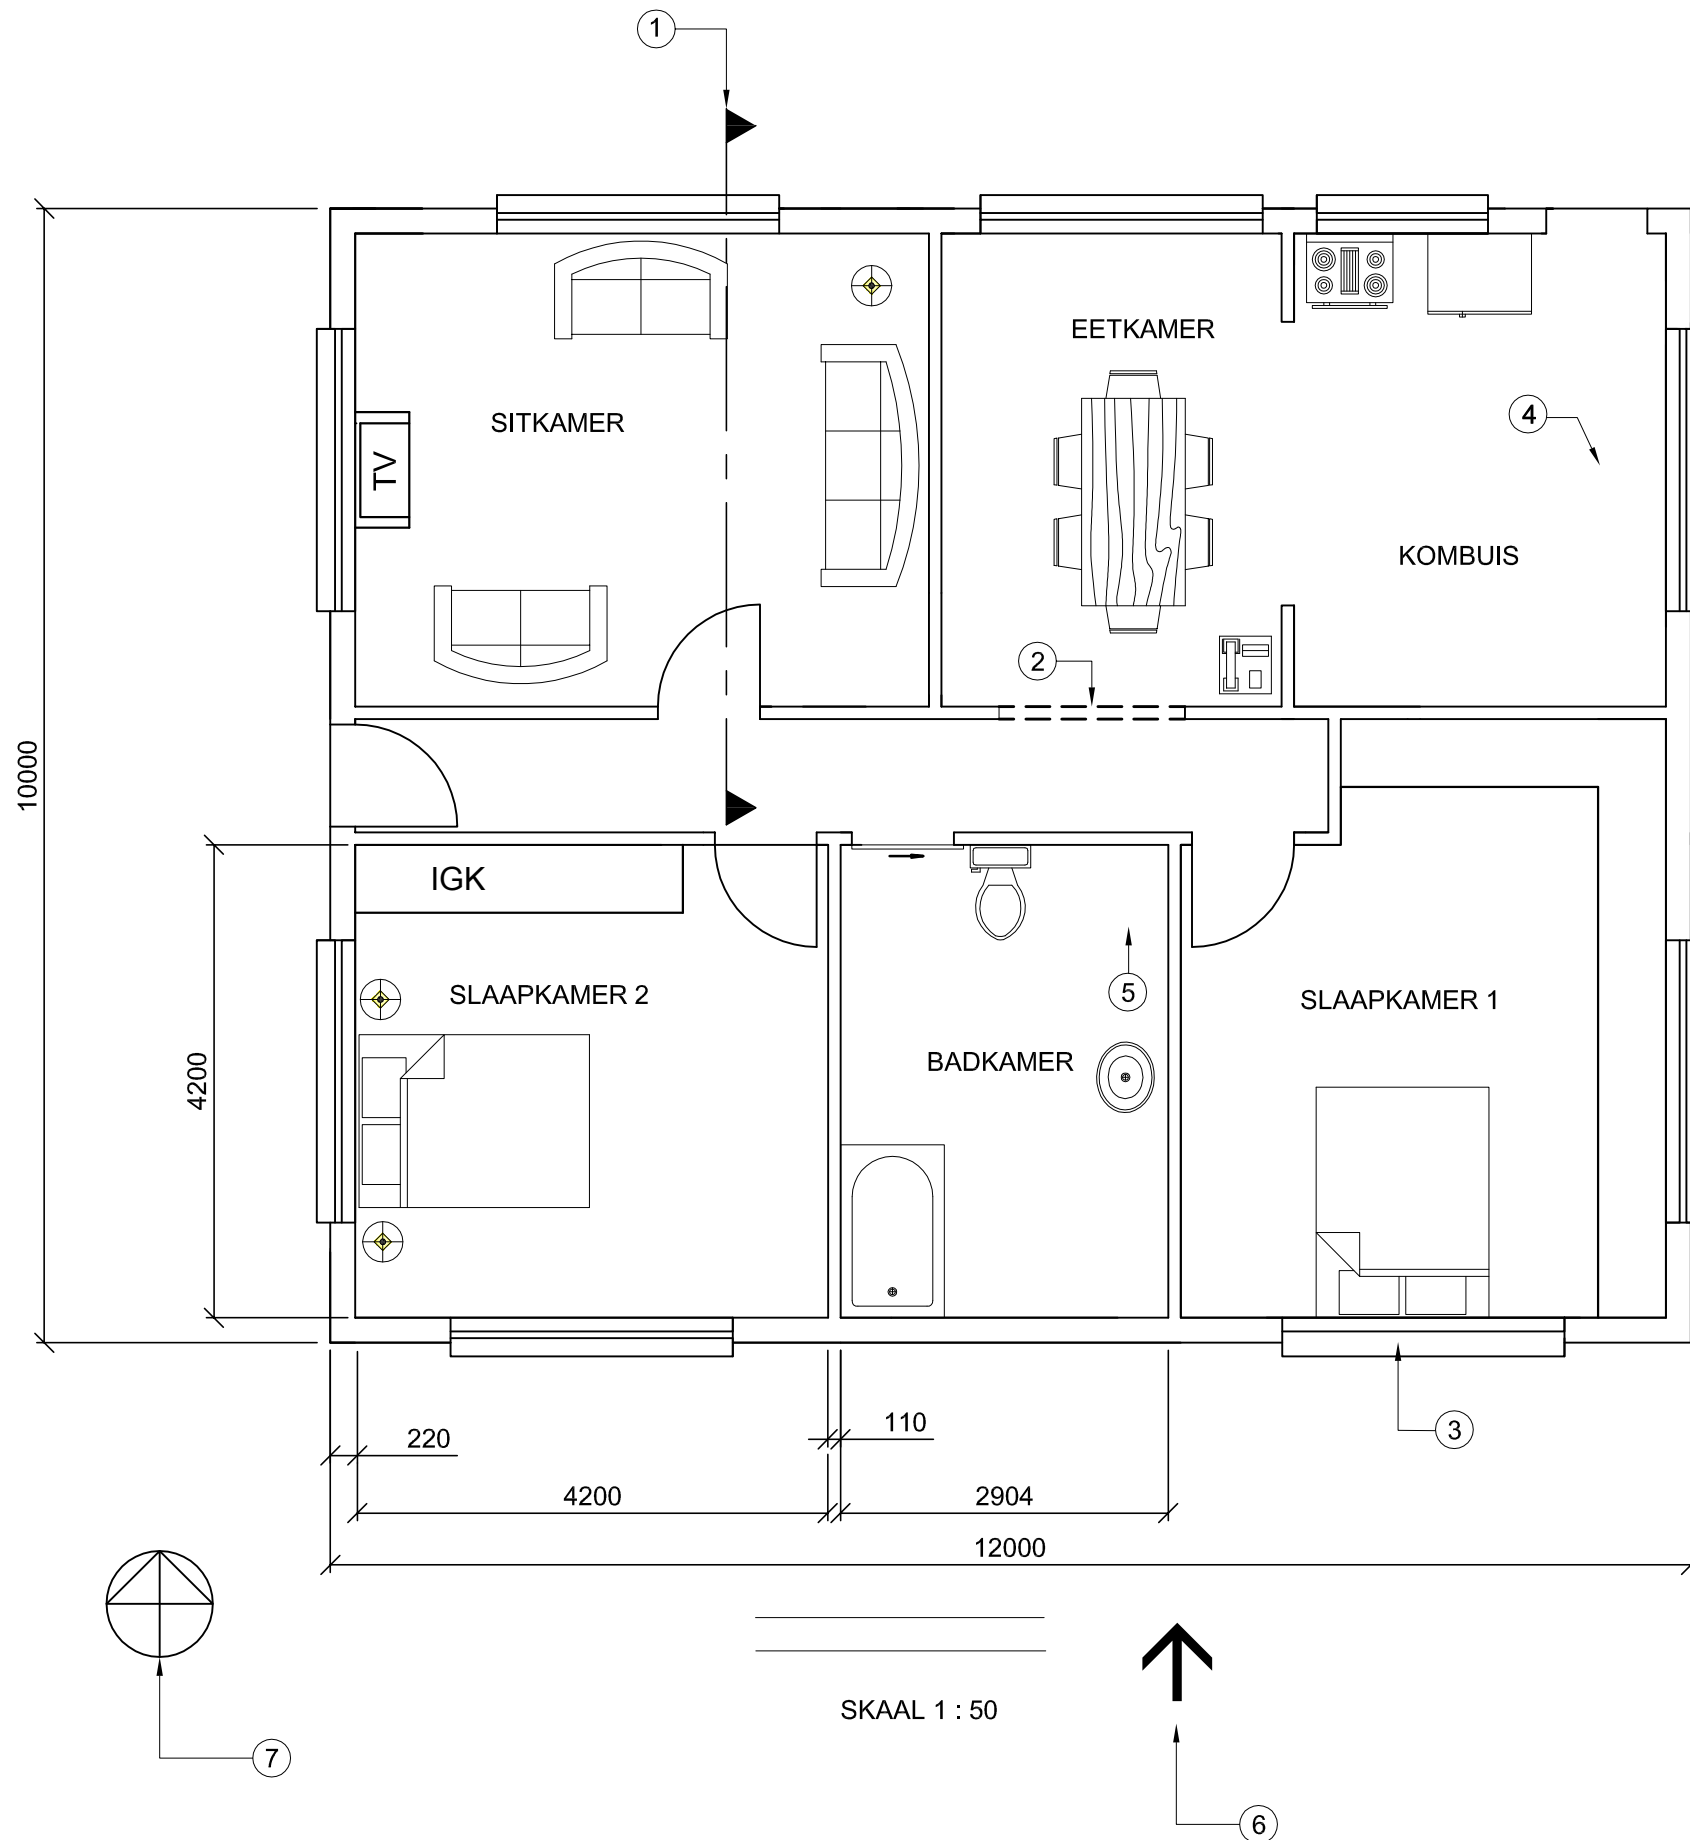 1
EETKAMER
SITKAMER
4
TV
KOMBUIS
2
10000
IGK
SLAAPKAMER 2
5
SLAAPKAMER 1
BADKAMER
4200
220
110
3
4200
2904
12000
SKAAL 1 : 50
7
6